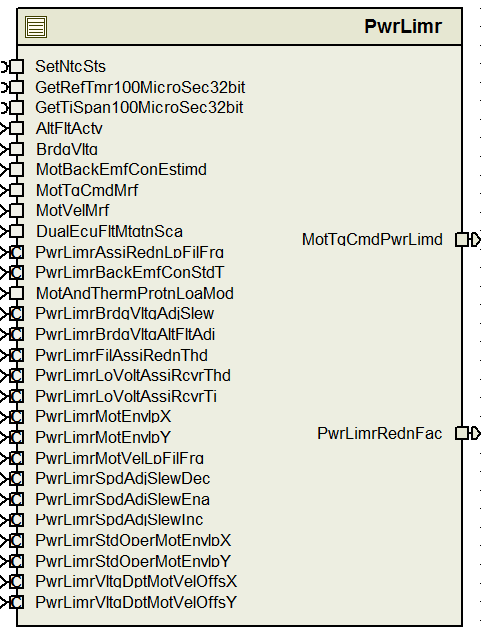 PwrLimr
SetNtcSts
GetRefTmr100MicroSec32bit
GetTiSpan100MicroSec32bit
AltFltActv
BrdgVltg
MotBackEmfConEstimd
MotTqCmdMrf
MotVelMrf
DualEcuFltMtgtnSca
MotTqCmdPwrLimd
PwrLimrAssiRednLpFilFrq
PwrLimrBackEmfConStdT
MotAndThermProtnLoaMod
PwrLimrBrdgVltgAdjSlew
PwrLimrBrdgVltgAltFltAdj
PwrLimrFilAssiRednThd
PwrLimrLoVoltAssiRcvrThd
PwrLimrLoVoltAssiRcvrTi
PwrLimrMotEnvlpX
PwrLimrMotEnvlpY
PwrLimrRednFac
PwrLimrMotVelLpFilFrq
PwrLimrSpdAdjSlewDec
PwrLimrSpdAdjSlewEna
PwrLimrSpdAdjSlewInc
PwrLimrStdOperMotEnvlpX
PwrLimrStdOperMotEnvlpY
PwrLimrVltgDptMotVelOffsX
PwrLimrVltgDptMotVelOffsY